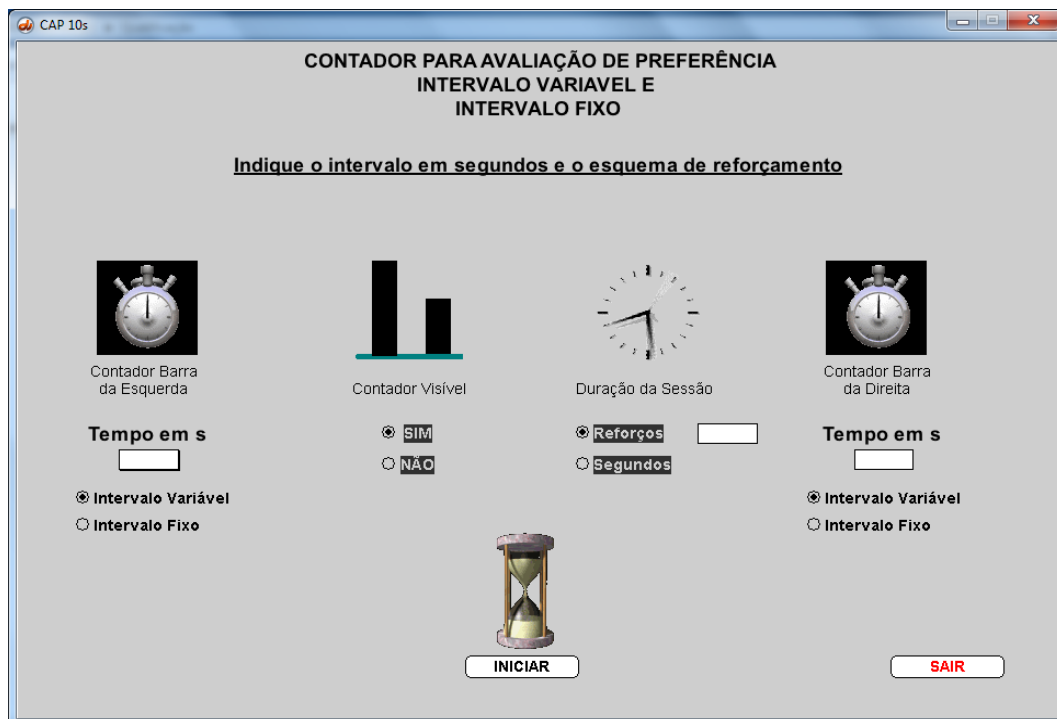 CAP 10s
CONTADOR PARA AVALIAÇÃO DE PREFERÊNCIA
INTERVALO VARIAVEL E
INTERVALO FIXO
Indique o intervalo em segundos e o esquema de reforçamento
Contador Barra
da Esquerda
Contador Visível
Duração da Sessão
Contador Barra
da Direita
Tempo em s
SIM
Reforços
Tempo em s
NÃO
Segundos
Intervalo Variável
Intervalo Variável
Intervalo Fixo
Intervalo Fixo
INICIAR
SAIR